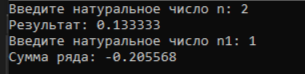 Введите натуральное число n: 2
Результат: 0.133333
Введите натуральное число n1: 1
Сумма ряда: -0.205568